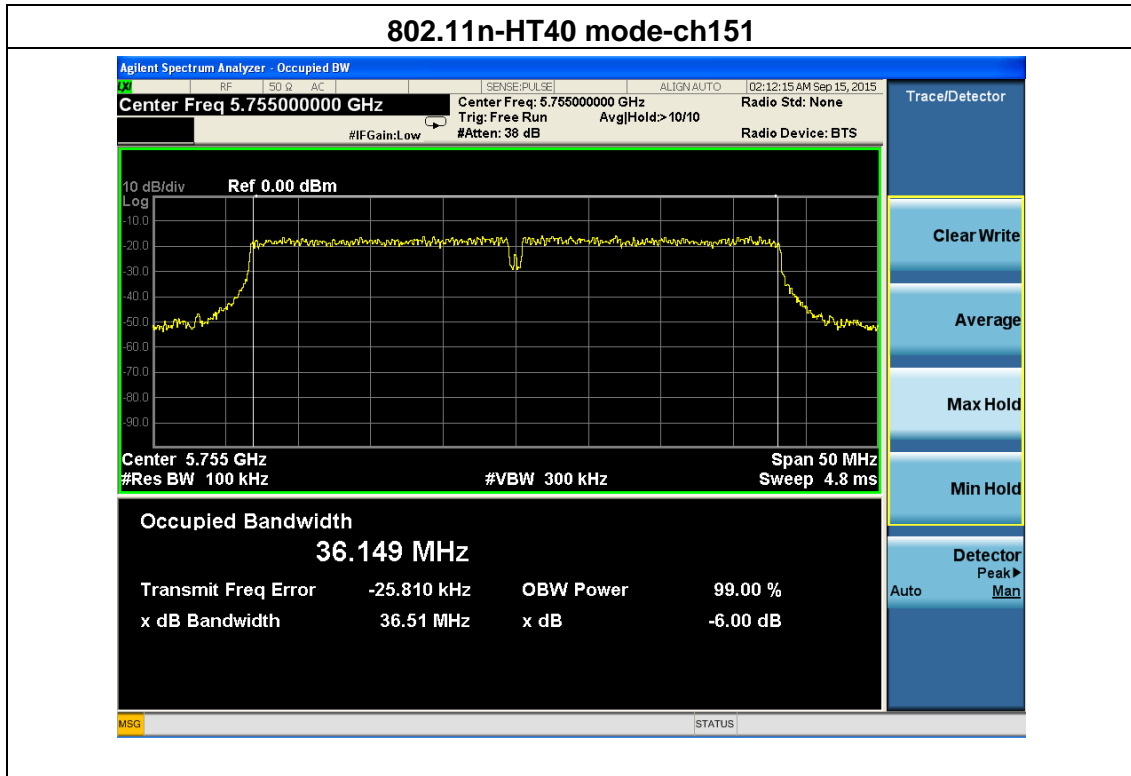 802.11n-HT40 mode-ch151
Agilent Spectrum Analyzer - Occupied BW
LXI RF 50 Ω AC SENSE:PULSE ALIGN AUTO 02:12:15 AM Sep 15, 2015
Center Freq 5.755000000 GHz
Center Freq: 5.755000000 GHz Radio Std: None
Trig: Free Run Avg|Hold:> 10/10
#IFGain:Low #Atten: 38 dB Radio Device: BTS
Trace/Detector
10 dB/div Ref 0.00 dBm
Log
-10.0
-20.0
-30.0
-40.0
-50.0
-60.0
-70.0
-80.0
-90.0
Center 5.755 GHz Span 50 MHz
#Res BW 100 kHz #VBW 300 kHz Sweep 4.8 ms
Occupied Bandwidth
36.149 MHz
Transmit Freq Error -25.810 kHz OBW Power 99.00 %
x dB Bandwidth 36.51 MHz x dB -6.00 dB
Clear Write
Average
Max Hold
Min Hold
Detector
Peak▶
Auto Man
MSG STATUS